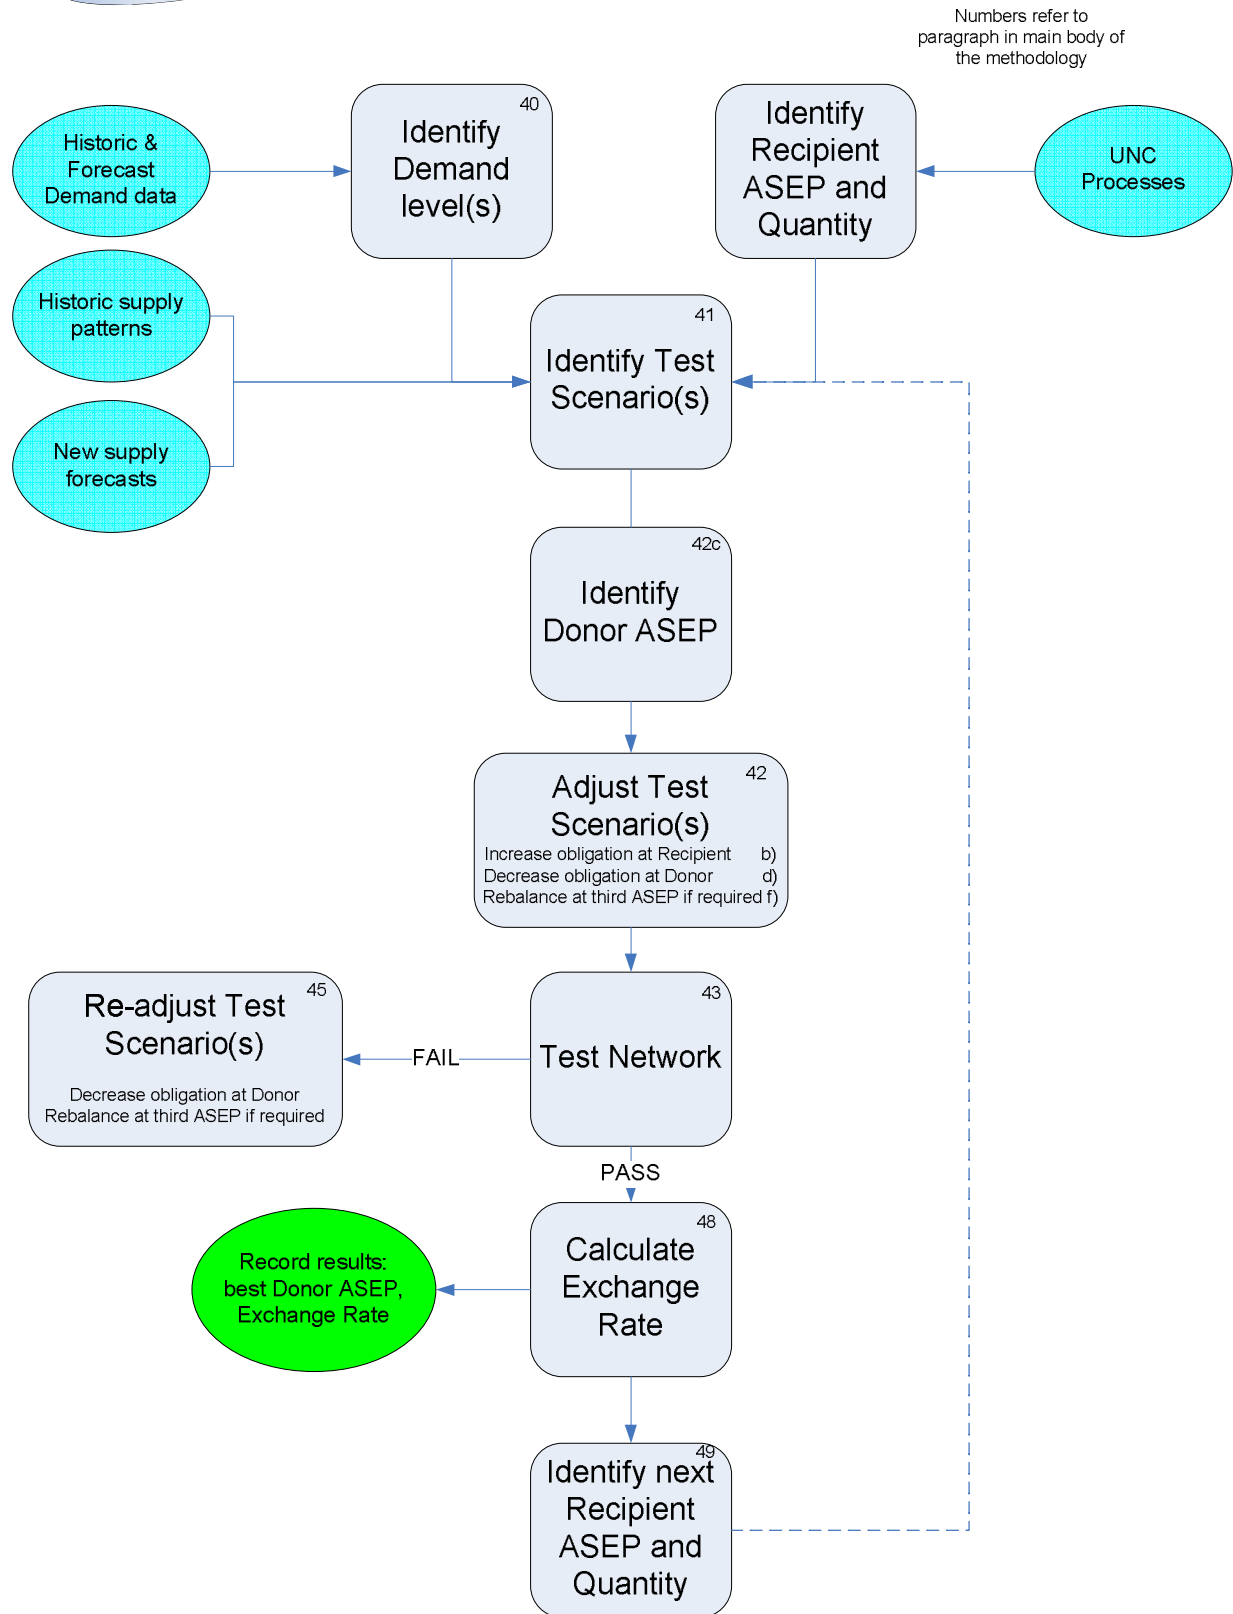 Numbers refer to
paragraph in main body of
the methodology
40
Identify
Demand
level(s)
Identify
Recipient
ASEP and
Quantity
Historic &
Forecast
Demand data
UNC
Processes
Historic supply
patterns
41
Identify Test
Scenario(s)
New supply
forecasts
42c
Identify
Donor ASEP
42
Adjust Test
Scenario(s)
Increase obligation at Recipient b)
Decrease obligation at Donor d)
Rebalance at third ASEP if required f)
45
Re-adjust Test
Scenario(s)
Decrease obligation at Donor
Rebalance at third ASEP if required
FAIL
43
Test Network
PASS
48
Calculate
Exchange
Rate
Record results:
best Donor ASEP,
Exchange Rate
49
Identify next
Recipient
ASEP and
Quantity